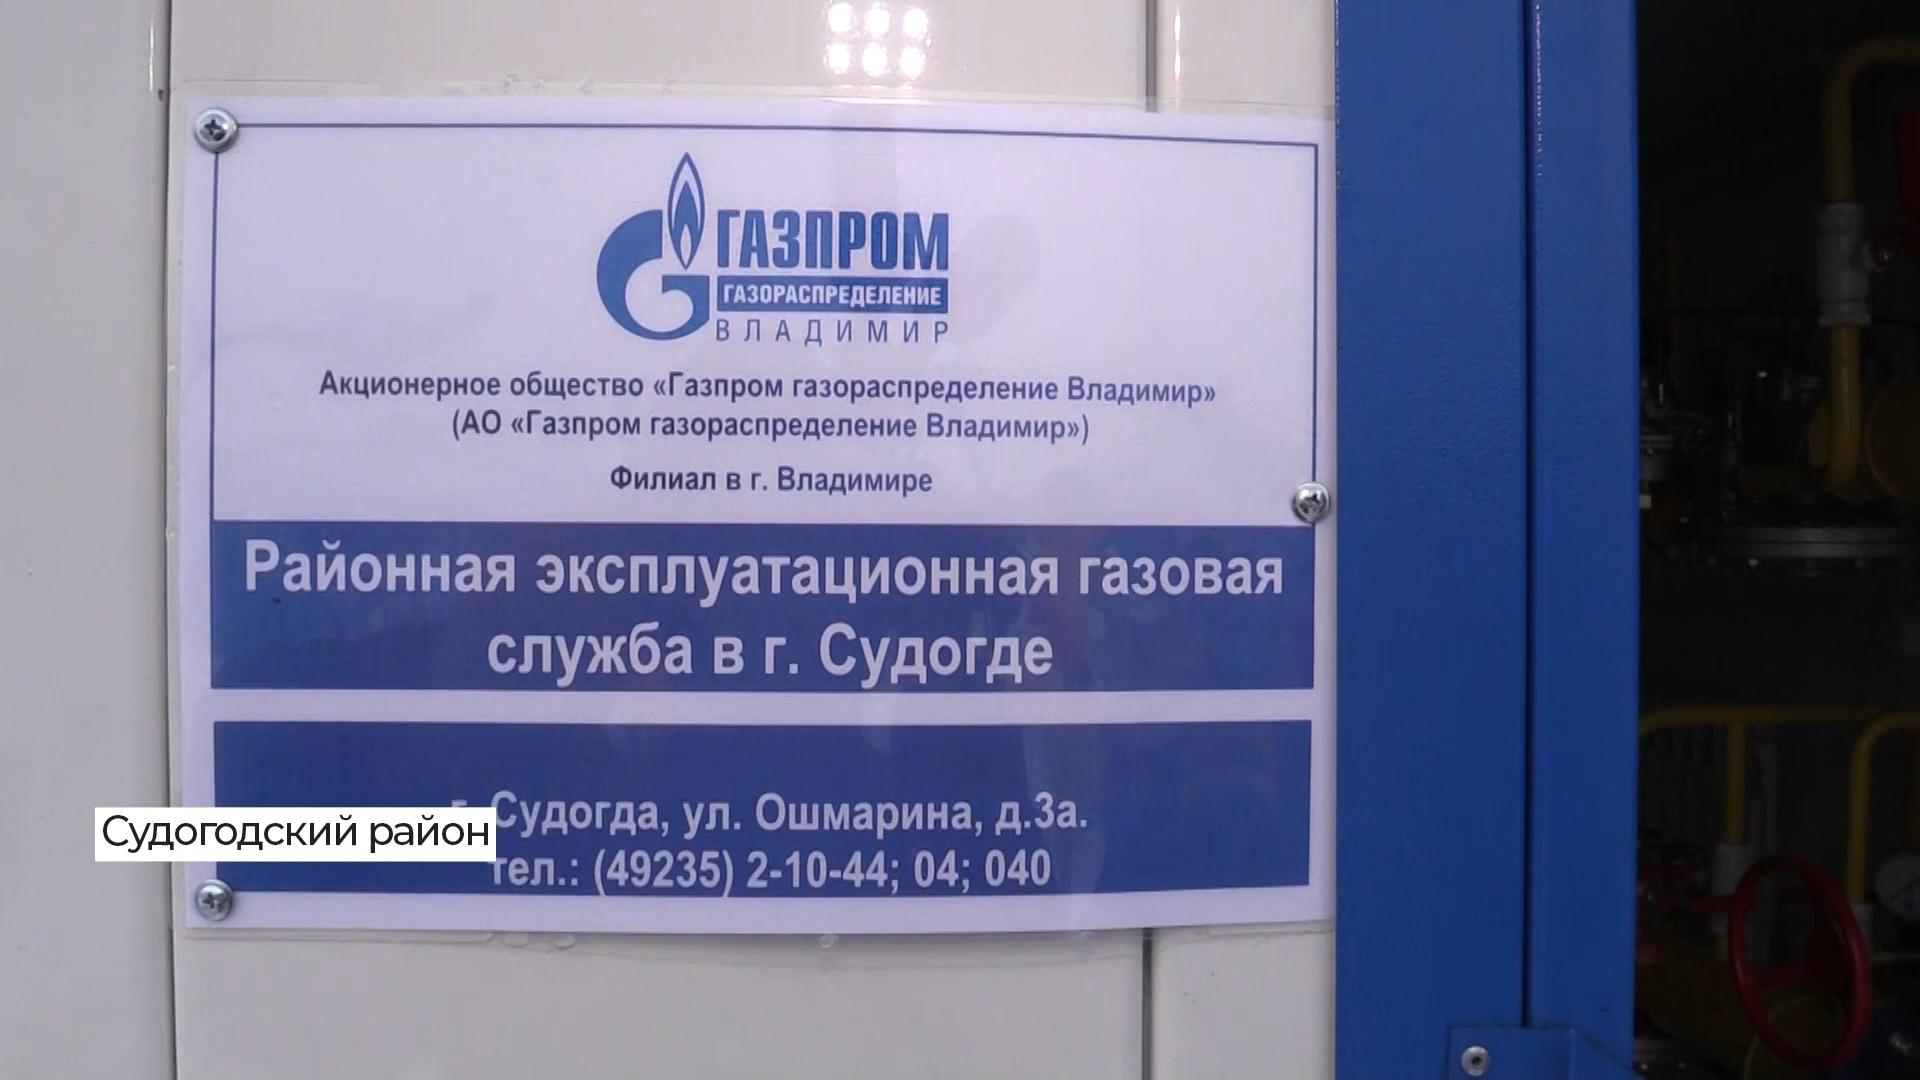 ГАЗПРОМ
ГАЗОРАСПРЕДЕЛЕНИЕ
ВЛАДИМИР
Акционерное общество «Газпром газораспределение Владимир»
(АО «Газпром газораспределение Владимир»)
Филиал в г. Владимире
Районная эксплуатационная газовая
служба в г. Судогде
г. Судогда, ул. Ошмарина, д.3а.
Судогодский район
тел.: (49235) 2-10-44; 04; 040